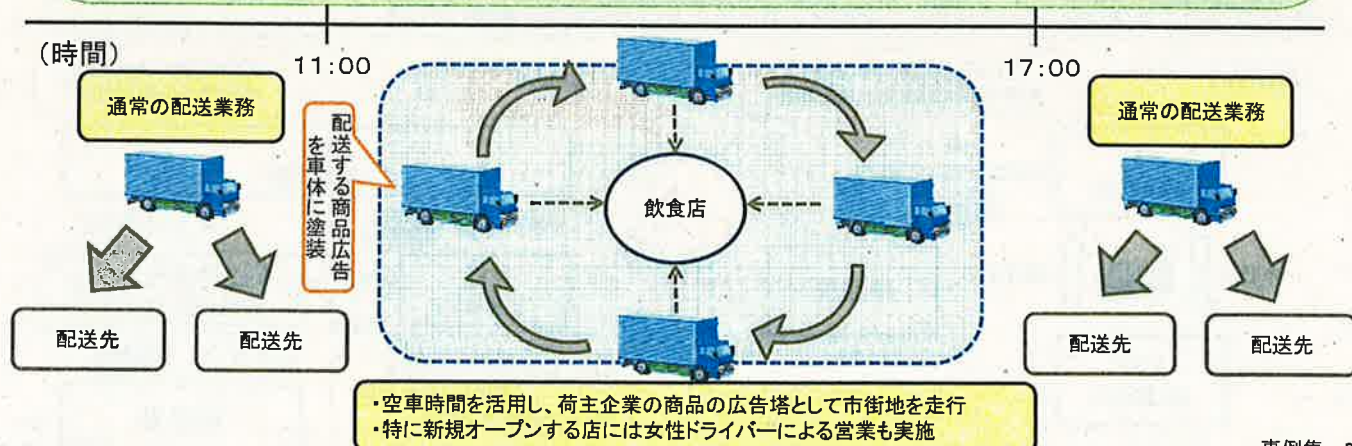 (時間)
11:00
17:00
通常の配送業務
配送する商品広告
を車体に塗装
飲食店
通常の配送業務
配送先
配送先
配送先
配送先
・空車時間を活用し、荷主企業の商品の広告塔として市街地を走行
・特に新規オープンする店には女性ドライバーによる営業も実施
事例集